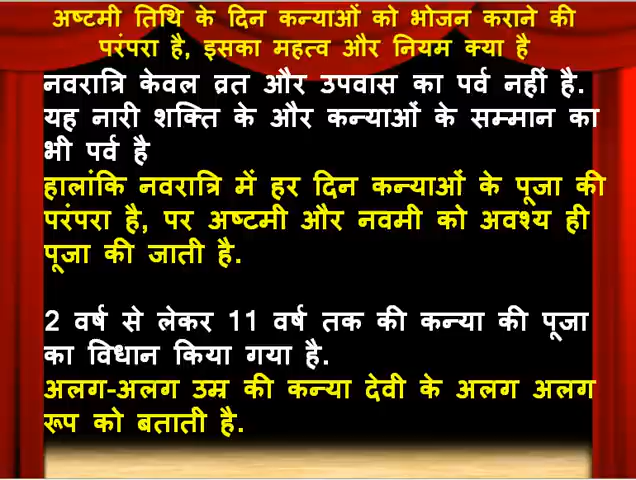 अष्टमी तिथि के दिन कन्याओं को भोजन कराने की
परंपरा है, इसका महत्व और नियम क्या है
नवरात्रि केवल व्रत और उपवास का पर्व नहीं है.
यह नारी शक्ति के और कन्याओं के सम्मान का
भी पर्व है
हालांकि नवरात्रि में हर दिन कन्याओं के पूजा की
परंपरा है, पर अष्टमी और नवमी को अवश्य ही
पूजा की जाती है.
2 वर्ष से लेकर 11 वर्ष तक की कन्या की पूजा
का विधान किया गया है.
अलग-अलग उम्र की कन्या देवी के अलग अलग
रूप को बताती है.